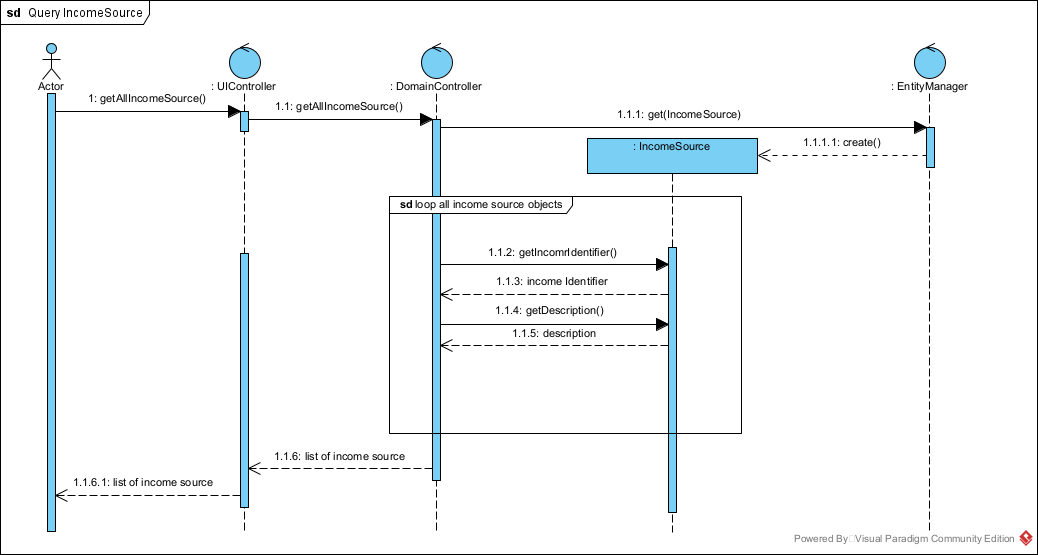 sd Query IncomeSource
Actor
: UIController
: DomainController
: EntityManager
1: getAllIncomeSource()
1.1: getAllIncomeSource()
1.1.1: get(IncomeSource)
: IncomeSource
1.1.1.1: create()
sd loop all income source objects
1.1.2: getIncomrIdentifier()
1.1.3: income Identifier
1.1.4: getDescription()
1.1.5: description
1.1.6: list of income source
1.1.6.1: list of income source
Powered By Visual Paradigm Community Edition